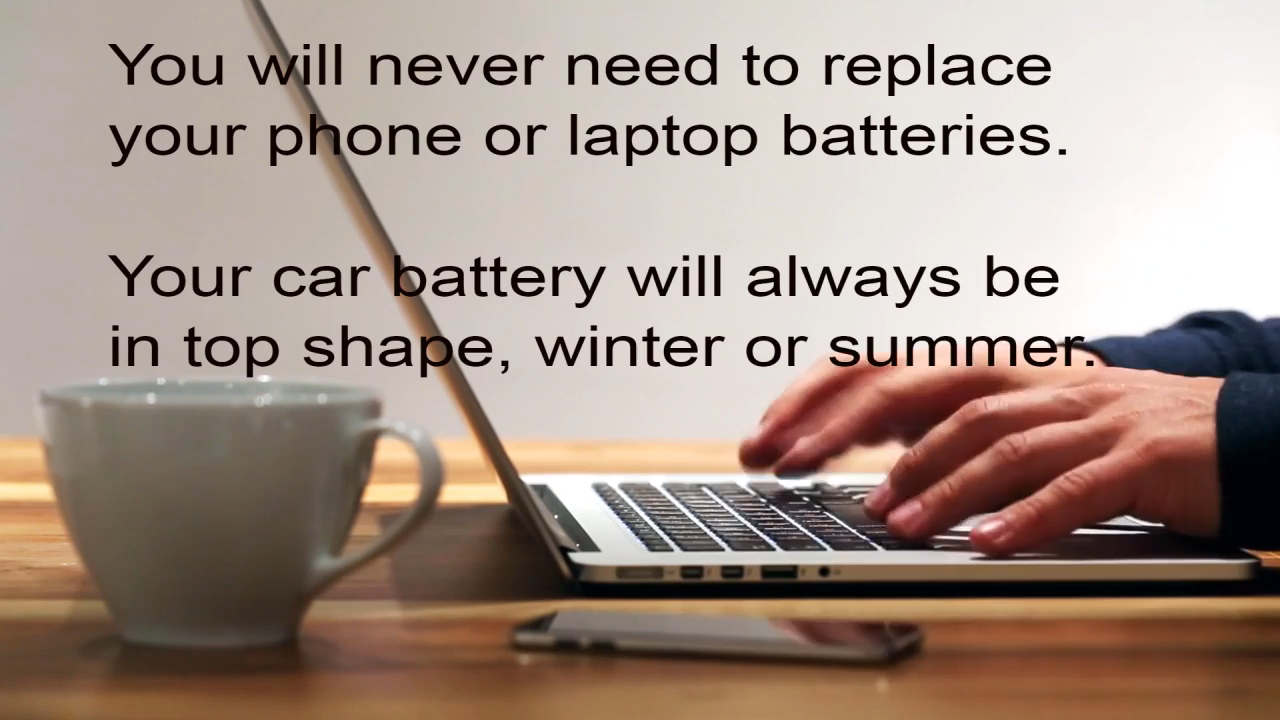 You will never need to replace
your phone or laptop batteries.
Your car battery will always be
in top shape, winter or summer.